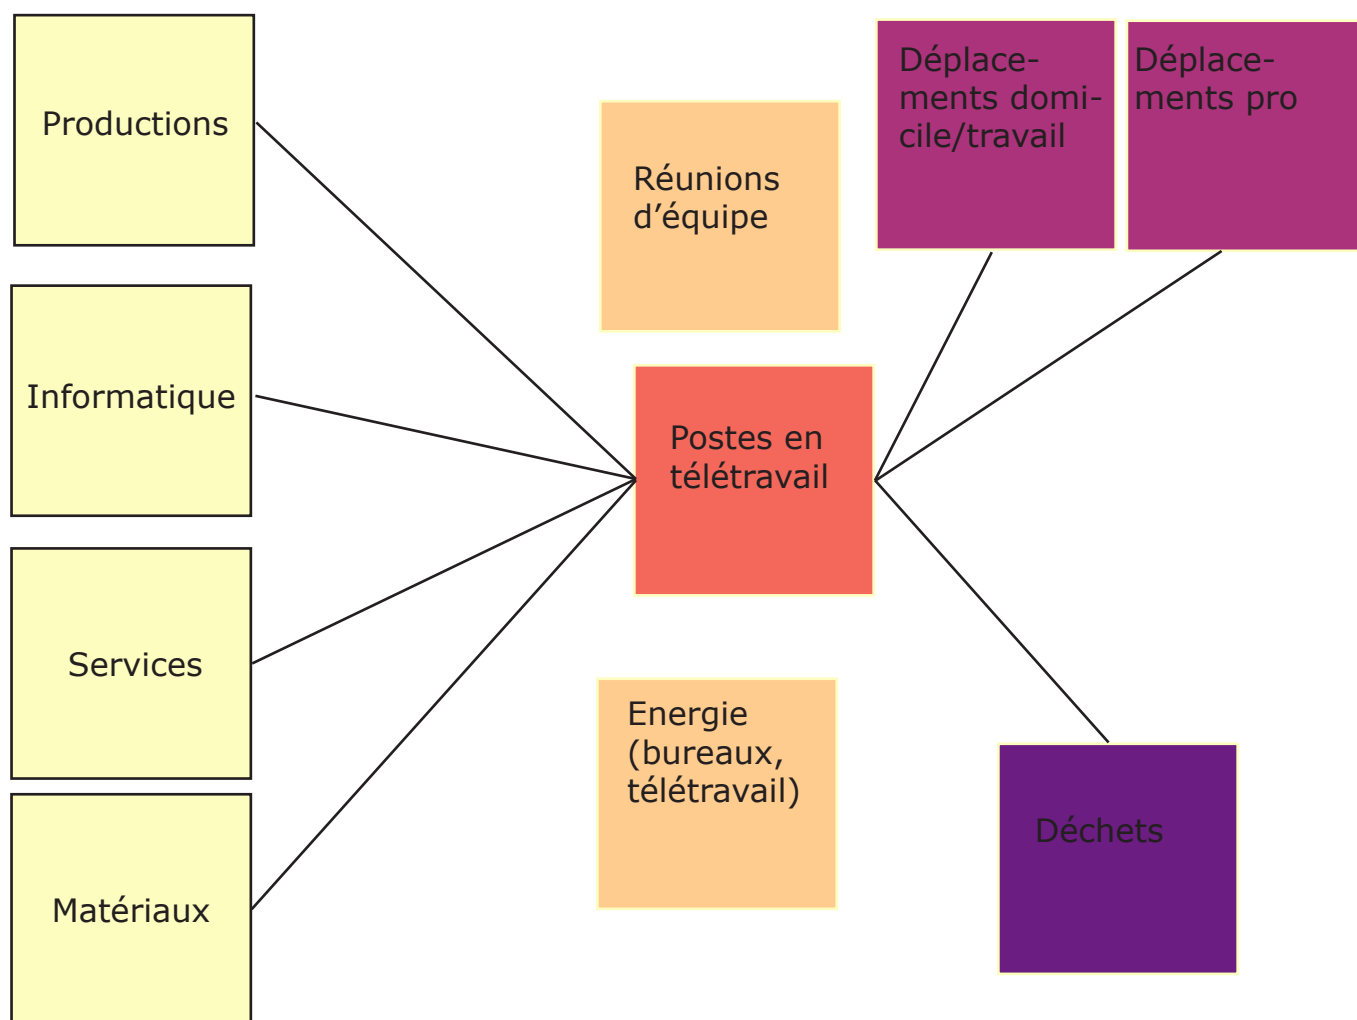 Productions
Informatique
Services
Matériaux
Réunions
d’équipe
Postes en
télétravail
Energie
(bureaux,
télétravail)
Déplace-
ments domi-
cile/travail
Déplace-
ments pro
Déchets